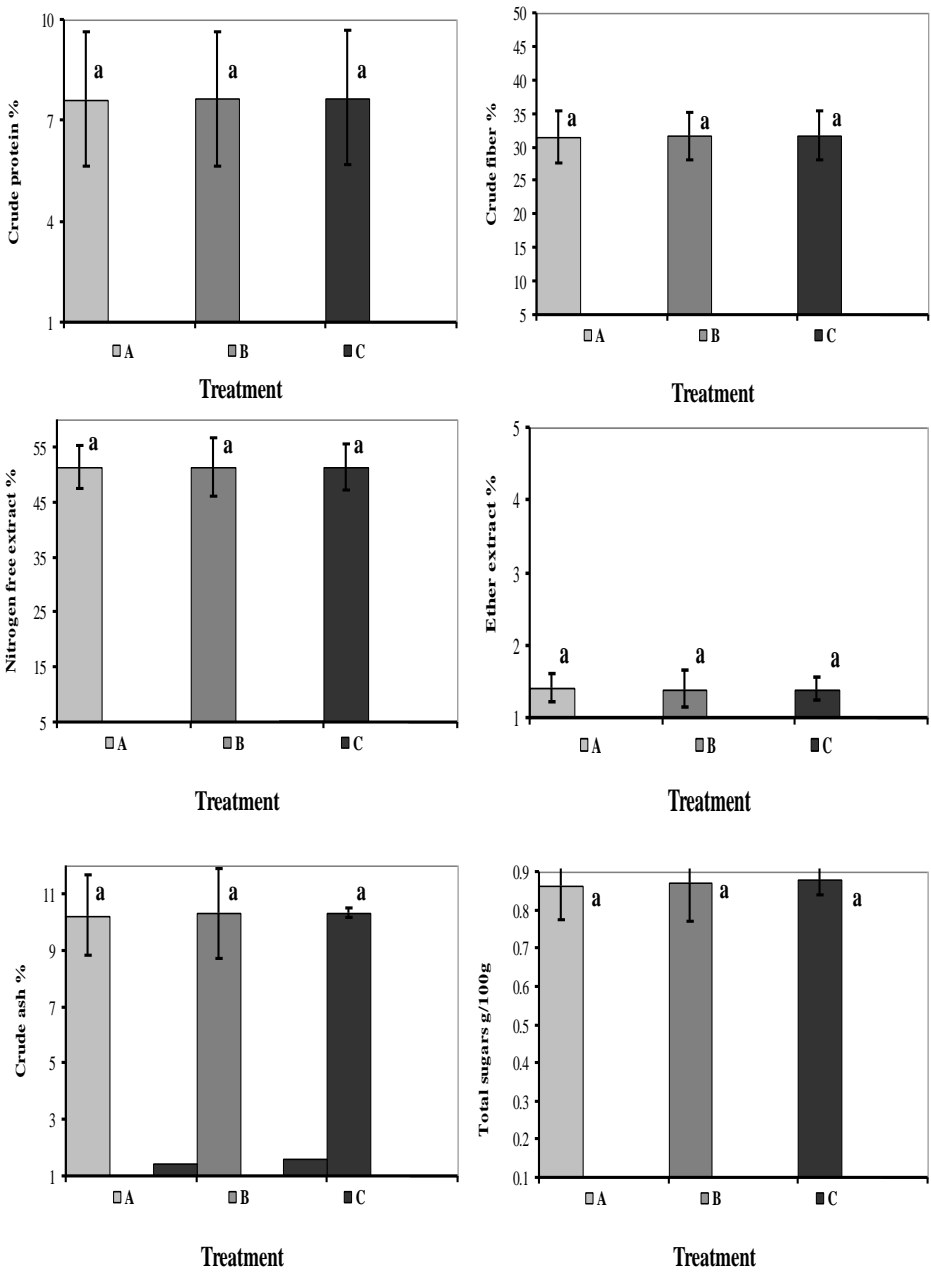 Crude protein %
10
7
4
1
a a a
A B C
Treatment
Crude fiber %
50
45
40
35
30
25
20
15
10
5
a a a
A B C
Treatment
Nitrogen free extract %
55
45
35
25
15
5
a a a
A B C
Treatment
Ether extract %
5
4
3
2
1
a a a
A B C
Treatment
Crude ash %
11
9
7
5
3
1
a a a
A B C
Treatment
Total sugars g/100g
0.9
0.8
0.7
0.6
0.5
0.4
0.3
0.2
0.1
a a a
A B C
Treatment